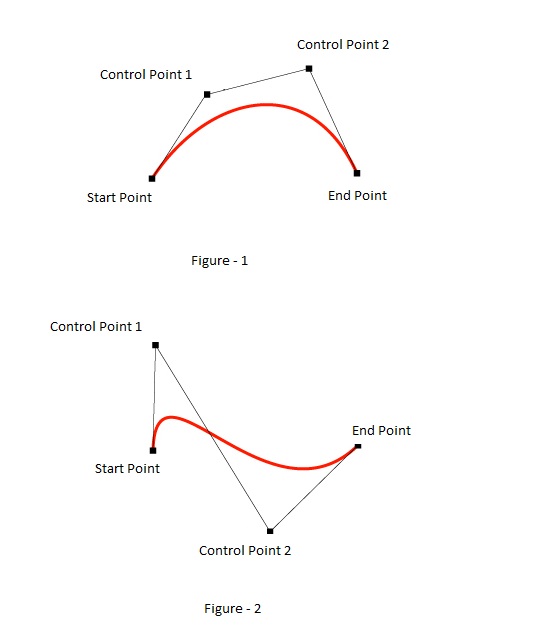 Control Point 2
Control Point 1
Start Point
End Point
Figure - 1
Control Point 1
End Point
Start Point
Control Point 2
Figure - 2